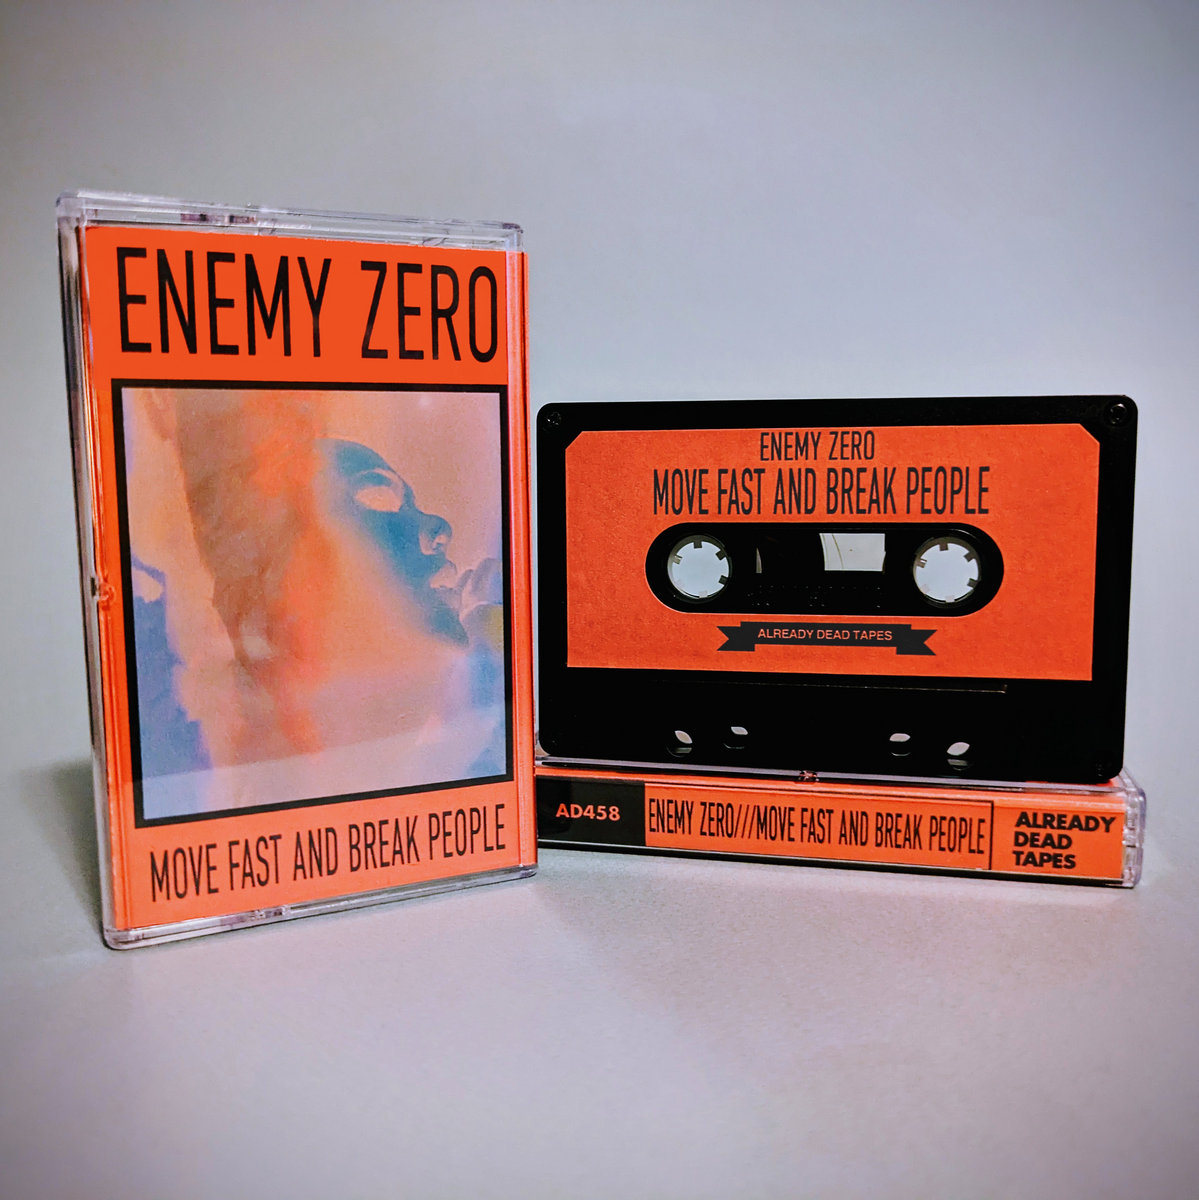 ENEMY ZERO
MOVE FAST AND BREAK PEOPLE
ENEMY ZERO
MOVE FAST AND BREAK PEOPLE
ALREADY DEAD TAPES
AD458
ENEMY ZERO///MOVE FAST AND BREAK PEOPLE
ALREADY
DEAD
TAPES